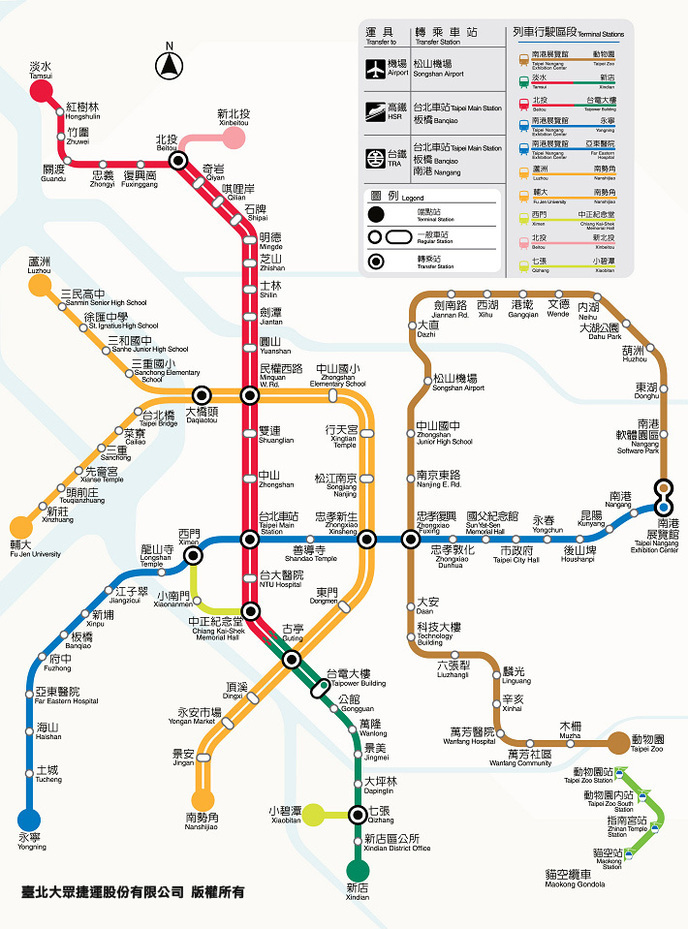 運具
Transfer to
轉乘車站
Transfer Station
列車行駛區段 Terminal Stations
機場
Airport
松山機場
Songshan Airport
高鐵
HSR
台北車站 Taipei Main Station
板橋 Banqiao
台鐵
TRA
台北車站 Taipei Main Station
板橋 Banqiao
南港 Nangang
圖例 Legend
端點站
Terminal Station
一般車站
Regular Station
轉乘站
Transfer Station
南港展覽館
Taipei Nangang
Exhibition Center
動物園
Taipei Zoo
淡水
Tamsui
新店
Xindian
北投
Beitou
台電大樓
Taipower Building
南港展覽館
Taipei Nangang
Exhibition Center
永寧
Yongning
南港展覽館
Taipei Nangang
Exhibition Center
亞東醫院
Far Eastern
Hospital
蘆洲
Luzhou
南勢角
Nanshijiao
輔大
Fu Jen University
南勢角
Nanshijiao
西門
Ximen
中正紀念堂
Chiang Kai-Shek
Memorial Hall
北投
Beitou
新北投
Xinbeitou
七張
Qizhang
小碧潭
Xiaobitan
N
淡水
Tamsui
紅樹林
Hongshulin
竹圍
Zhuwei
關渡
Guandu
忠義
Zhongyi
復興崗
Fuxinggang
北投
Beitou
新北投
Xinbeitou
奇岩
Qiyan
唭哩岸
Qilian
石牌
Shipai
明德
Mingde
芝山
Zhishan
士林
Shilin
劍潭
Jiantan
圓山
Yuanshan
民權西路
Minquan
W. Rd.
雙連
Shuanglian
中山
Zhongshan
台北車站
Taipei Main
Station
台大醫院
NTU Hospital
中正紀念堂
Chiang Kai-Shek
Memorial Hall
蘆洲
Luzhou
三民高中
Sanmin Senior High School
徐匯中學
St. Ignatius High School
三和國中
Sanhe Junior High School
三重國小
Sanchong Elementary
School
大橋頭
Daqiaotou
中山國小
Zhongshan
Elementary School
行天宮
Xingtian
Temple
松江南京
Songjiang
Nanjing
忠孝新生
Zhongxiao
Xinsheng
東門
Dongmen
古亭
Guting
頂溪
Dingxi
永安市場
Yongan Market
景安
Jingan
南勢角
Nanshijiao
台北橋
Taipei Bridge
菜寮
Cailiao
三重
Sanchong
先嗇宮
Xianse Temple
頭前庄
Touqianzhuang
新莊
Xinzhuang
輔大
Fu Jen University
西門
Ximen
龍山寺
Longshan
Temple
小南門
Xiaonanmen
江子翠
Jiangzicui
新埔
Xinpu
板橋
Banqiao
府中
Fuzhong
亞東醫院
Far Eastern Hospital
海山
Haishan
土城
Tucheng
永寧
Yongning
善導寺
Shandao Temple
忠孝復興
Zhongxiao
Fuxing
忠孝敦化
Zhongxiao
Dunhua
國父紀念館
Sun Yat-Sen
Memorial Hall
市政府
Taipei City Hall
永春
Yongchun
後山埤
Houshanpi
昆陽
Kunyang
南港
Nangang
南港
展覽館
Taipei Nangang
Exhibition Center
劍南路
Jiannan Rd.
西湖
Xihu
港墘
Gangqian
文德
Wende
內湖
Neihu
大湖公園
Dahu Park
葫洲
Huzhou
東湖
Donghu
南港
軟體園區
Nangang
Software Park
大直
Dazhi
松山機場
Songshan Airport
中山國中
Zhongshan
Junior High School
南京東路
Nanjing E. Rd.
大安
Daan
科技大樓
Technology
Building
六張犁
Liuzhangli
麟光
Linguang
辛亥
Xinhai
萬芳醫院
Wanfang Hospital
萬芳社區
Wanfang Community
木柵
Muzha
動物園
Taipei Zoo
台電大樓
Taipower Building
公館
Gongguan
萬隆
Wanlong
景美
Jingmei
大坪林
Dapinglin
七張
Qizhang
小碧潭
Xiaobitan
新店區公所
Xindian District Office
新店
Xindian
動物園站
Taipei Zoo Station
動物園內站
Taipei Zoo South
Station
指南宮站
Zhinan Temple
Station
貓空站
Maokong
Station
貓空纜車
Maokong Gondola
臺北大眾捷運股份有限公司 版權所有